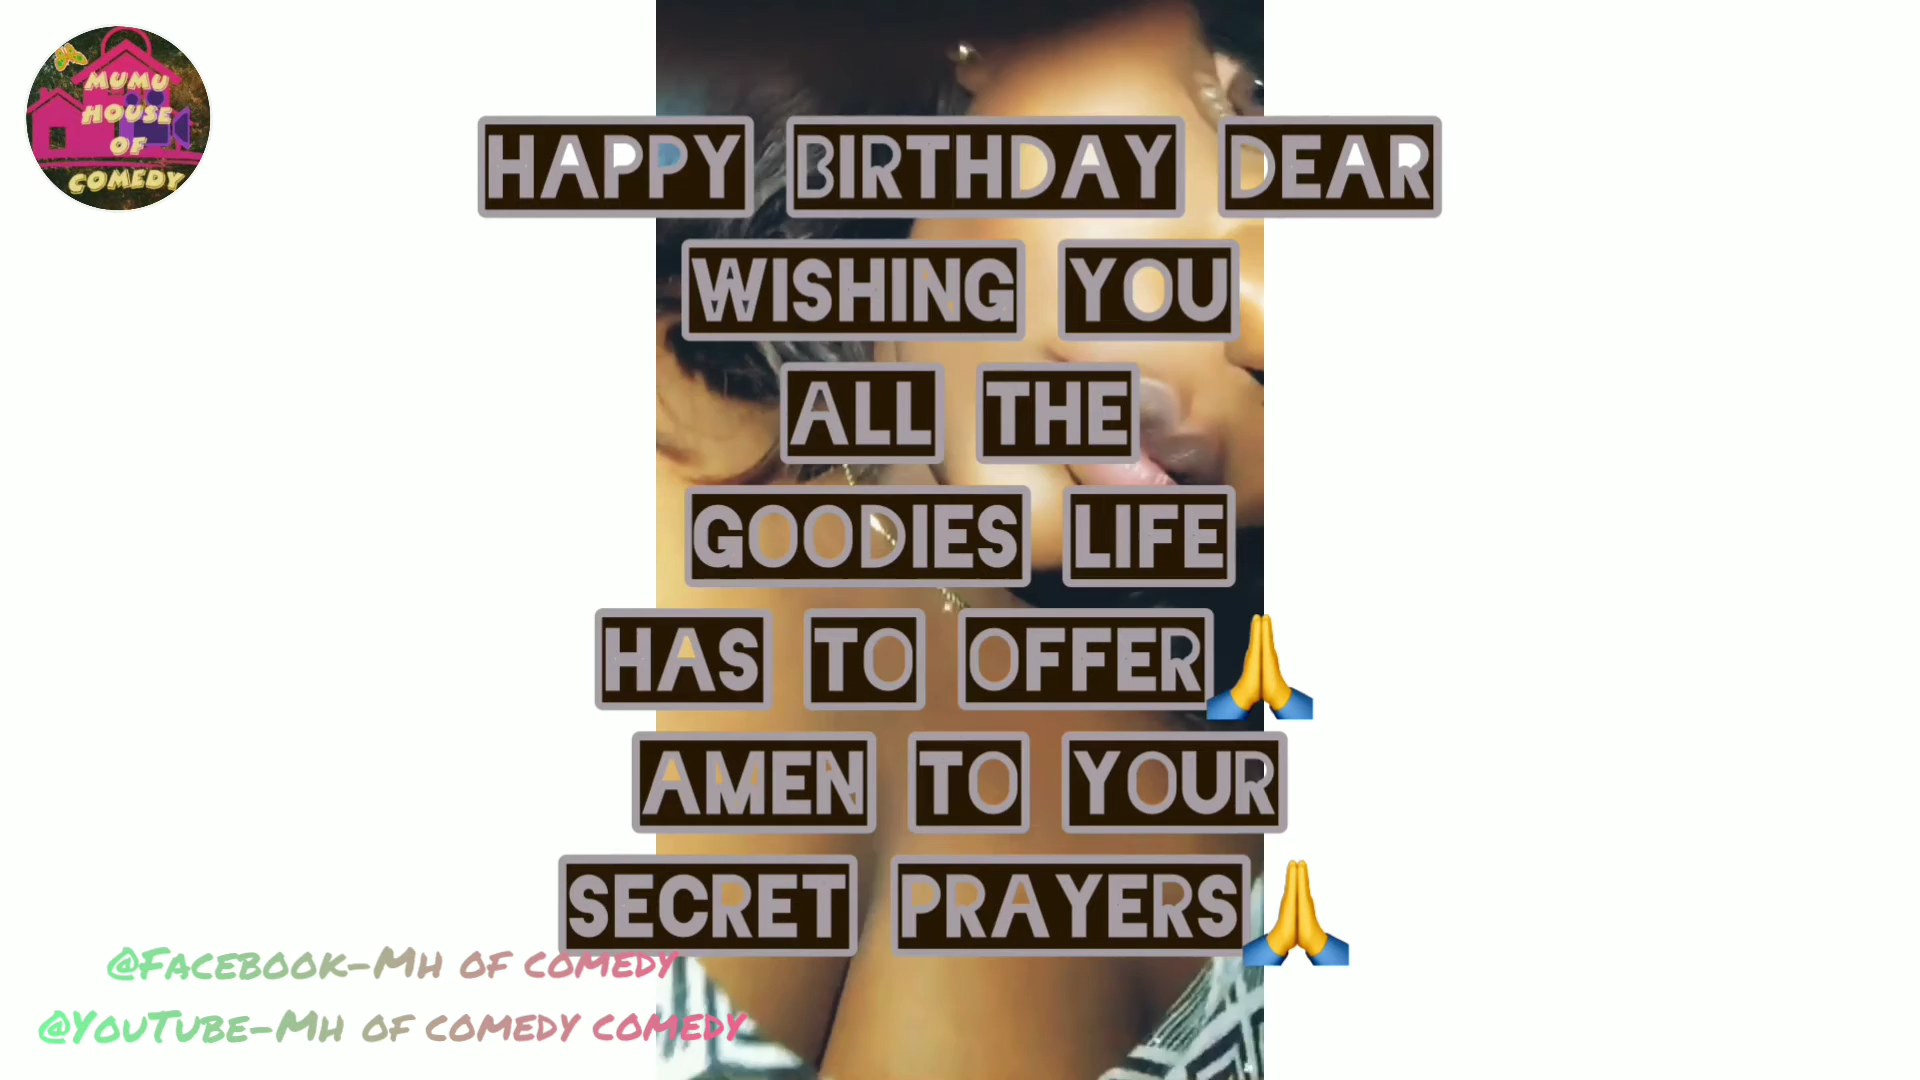 MUMU
HOUSE
OF
COMEDY
HAPPY BIRTHDAY DEAR
WISHING YOU
ALL THE
GOODIES LIFE
HAS TO OFFER🙏
AMEN TO YOUR
SECRET PRAYERS🙏
@Facebook-Mh of comedy
@YouTube-Mh of comedy comedy